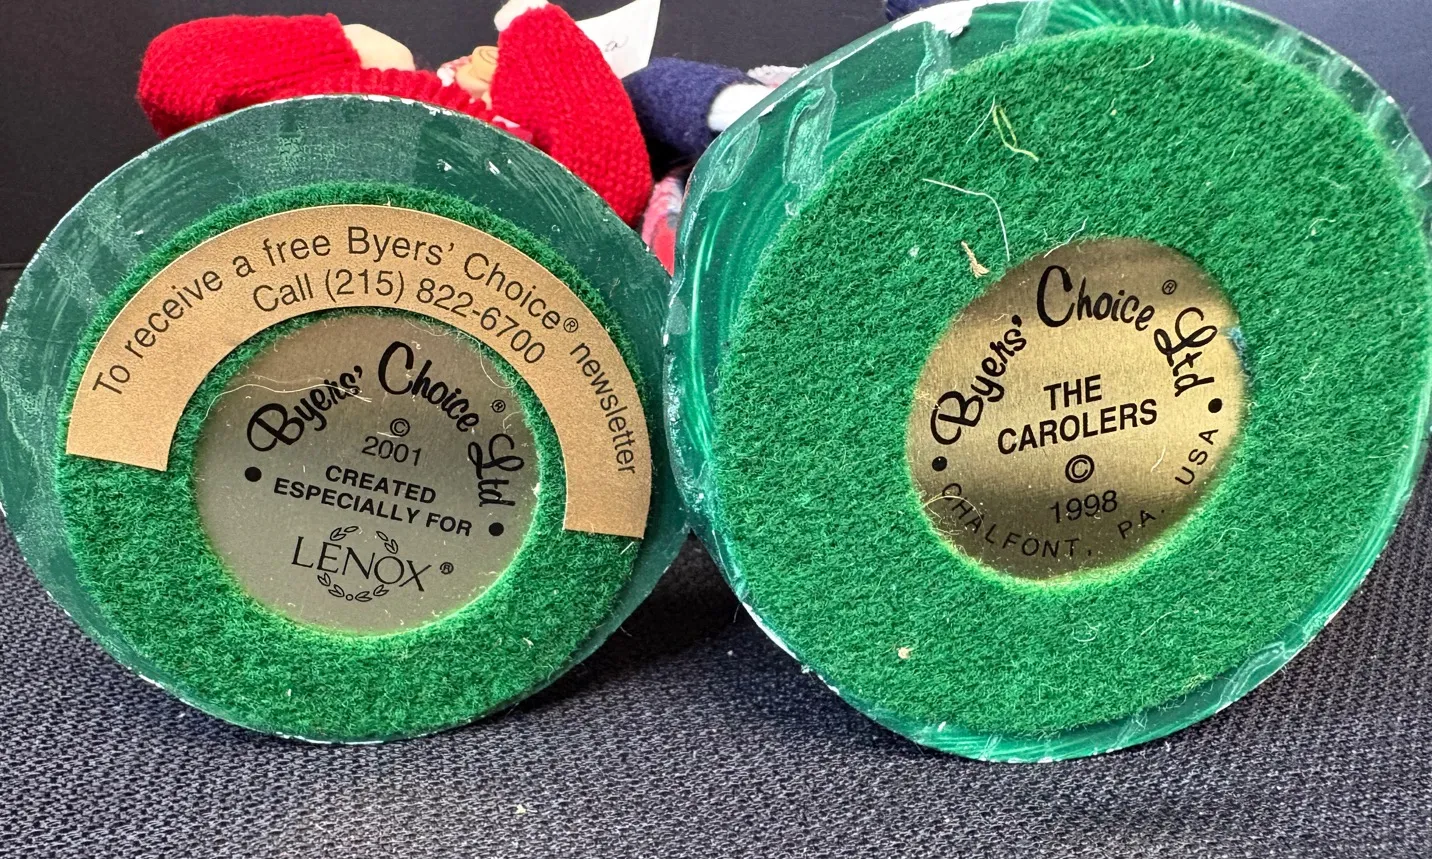 To receive a free Byers' Choice® newsletter
Call (215) 822-6700
Byers' Choice® Ltd
©
2001
• CREATED
ESPECIALLY FOR •
LENOX®
Byers' Choice® Ltd
THE
CAROLERS
©
1998
• CHALFONT, PA. USA •